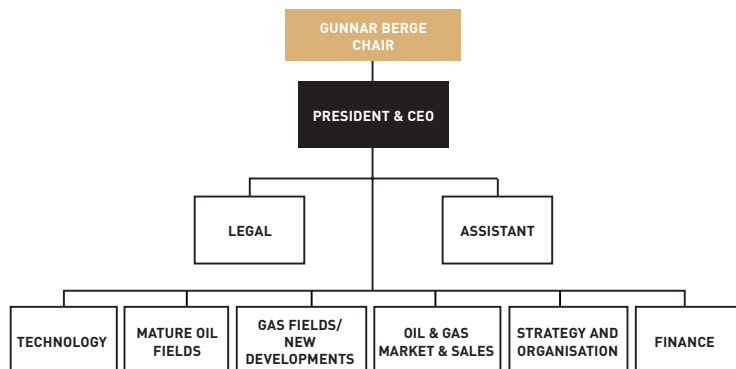 GUNNAR BERGE
CHAIR
PRESIDENT & CEO
LEGAL
ASSISTANT
TECHNOLOGY
MATURE OIL
FIELDS
GAS FIELDS/
NEW
DEVELOPMENTS
OIL & GAS
MARKET & SALES
STRATEGY AND
ORGANISATION
FINANCE